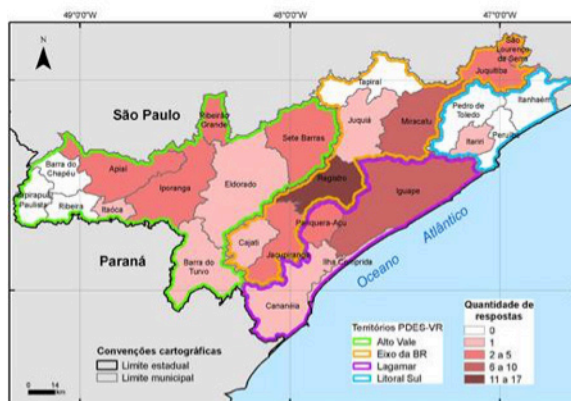 49°0'0"W
48°0'0"W
47°0'0"W
N
São Paulo
Paraná
Oceano Atlântico
São
Lourenço
da Serra
Juquitiba
Tapiraí
Ribeirão
Grande
Juquiá
Miracatu
Pedro de
Toledo
Itanhaém
Peruíbe
Itariri
Sete Barras
Barra do
Chapéu
Apiaí
Iporanga
Eldorado
Registro
Iguape
Itapirapuã
Paulista
Ribeira
Itaóca
Cajati
Pariquera-Açu
Jacupiranga
Ilha Comprida
Barra do
Turvo
Cananéia
Convenções cartográficas
Limite estadual
Limite municipal
0 14
km
Territórios PDES-VR
Alto Vale
Eixo da BR
Lagamar
Litoral Sul
Quantidade de
respostas
0
1
2 a 5
6 a 10
11 a 17